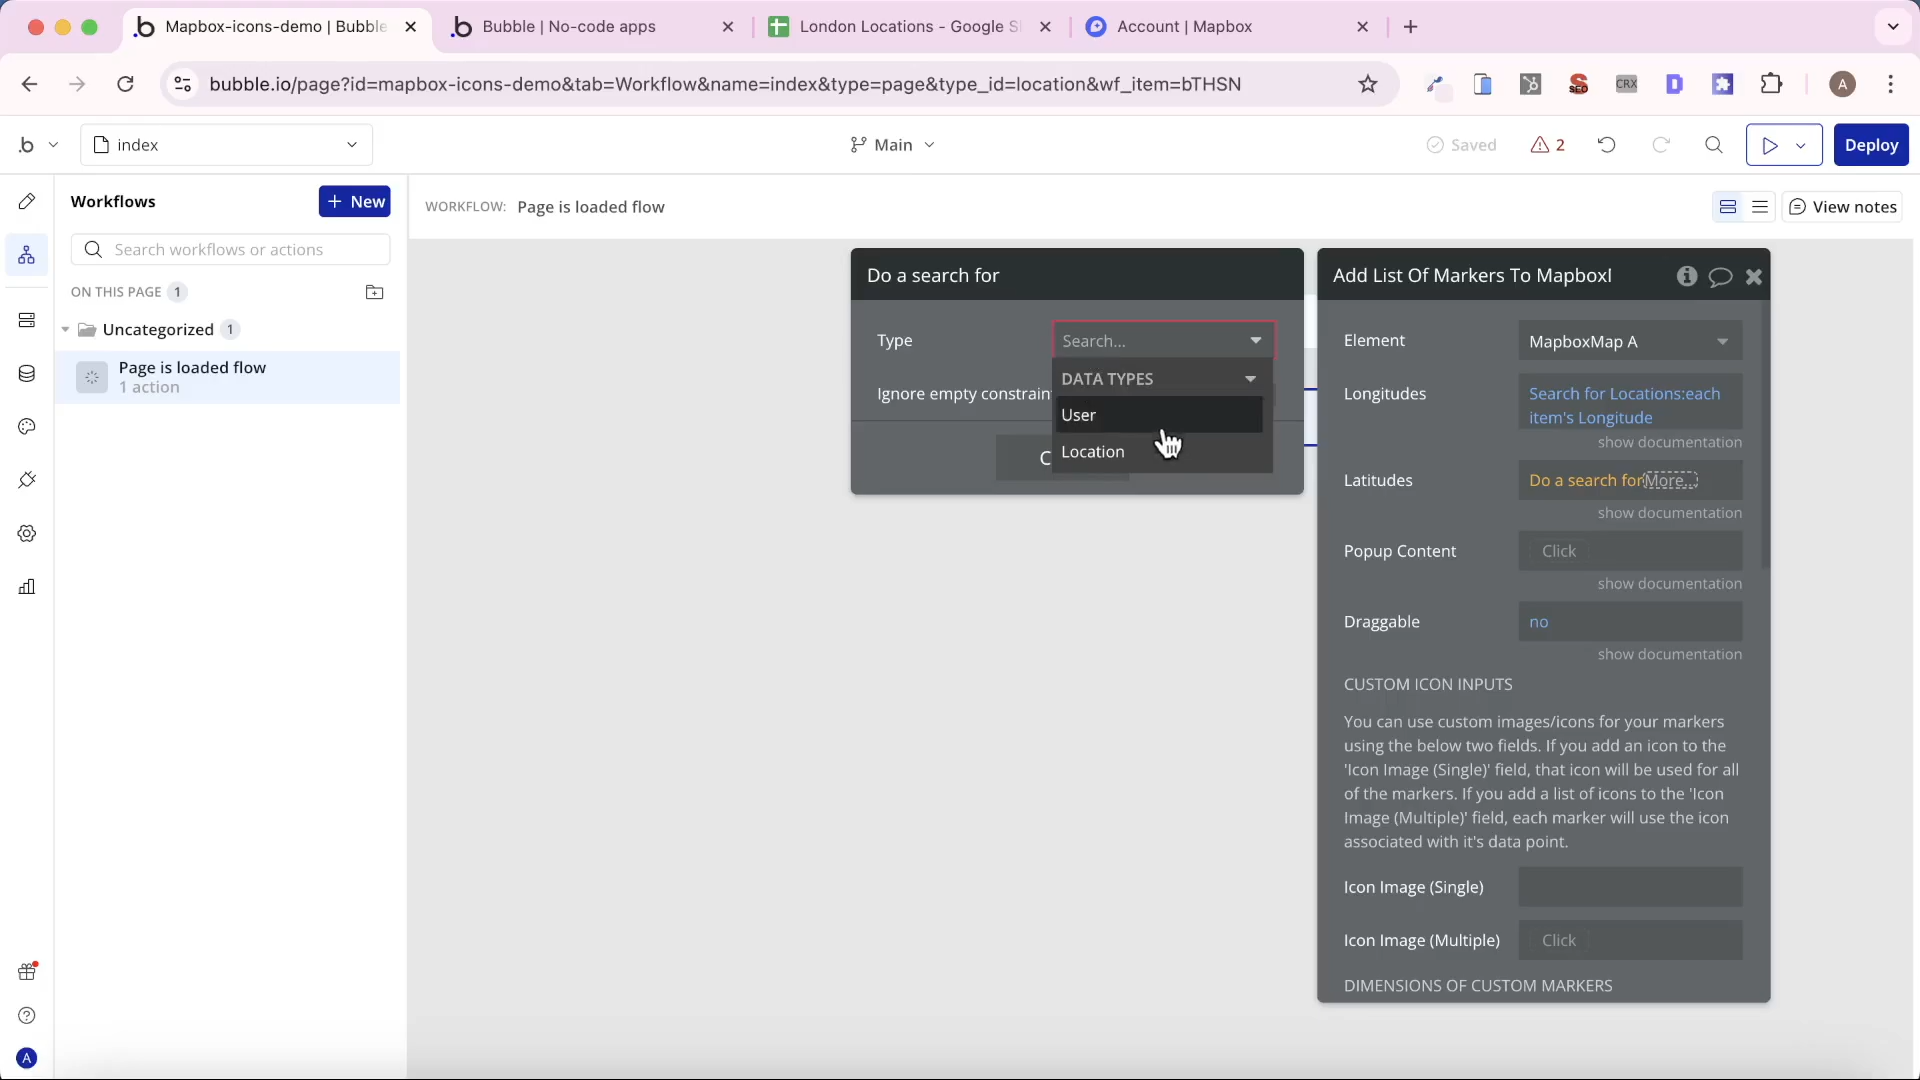 Mapbox-icons-demo | Bubble
Bubble | No-code apps
London Locations - Google S
Account | Mapbox
bubble.io/page?id=mapbox-icons-demo&tab=Workflow&name=index&type=page&type_id=location&wf_item=bTHSN
SEO
CRX
A
index
Main
Saved
2
Deploy
Workflows
New
WORKFLOW: Page is loaded flow
View notes
Search workflows or actions
ON THIS PAGE 1
Uncategorized 1
Page is loaded flow
1 action
Do a search for
Type
Search...
DATA TYPES
Ignore empty constrain
User
Location
C
Add List Of Markers To MapboxI
Element
MapboxMap A
Longitudes
Search for Locations:each
item's Longitude
show documentation
Latitudes
Do a search for More...
show documentation
Popup Content
Click
show documentation
Draggable
no
show documentation
CUSTOM ICON INPUTS
You can use custom images/icons for your markers
using the below two fields. If you add an icon to the
'Icon Image (Single)' field, that icon will be used for all
of the markers. If you add a list of icons to the 'Icon
Image (Multiple)' field, each marker will use the icon
associated with it's data point.
Icon Image (Single)
Icon Image (Multiple)
Click
DIMENSIONS OF CUSTOM MARKERS
A